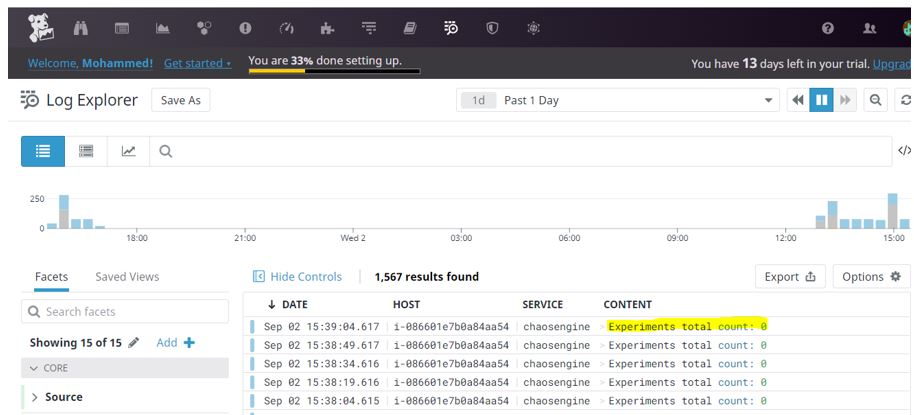 Welcome, Mohammed! Get started You are 33% done setting up. You have 13 days left in your trial. Upgrad
Log Explorer Save As 1d Past 1 Day
</>
250
0
18:00 21:00 Wed 2 03:00 06:00 09:00 12:00 15:00
Facets Saved Views Hide Controls 1,567 results found Export Options
Search facets DATE HOST SERVICE CONTENT
Sep 02 15:39:04.617 i-086601e7b0a84aa54 chaosengine Experiments total count: 0
Showing 15 of 15 Add Sep 02 15:38:49.617 i-086601e7b0a84aa54 chaosengine Experiments total count: 0
CORE Sep 02 15:38:34.616 i-086601e7b0a84aa54 chaosengine Experiments total count: 0
Sep 02 15:38:19.616 i-086601e7b0a84aa54 chaosengine Experiments total count: 0
Source Sep 02 15:38:04.615 i-086601e7b0a84aa54 chaosengine Experiments total count: 0